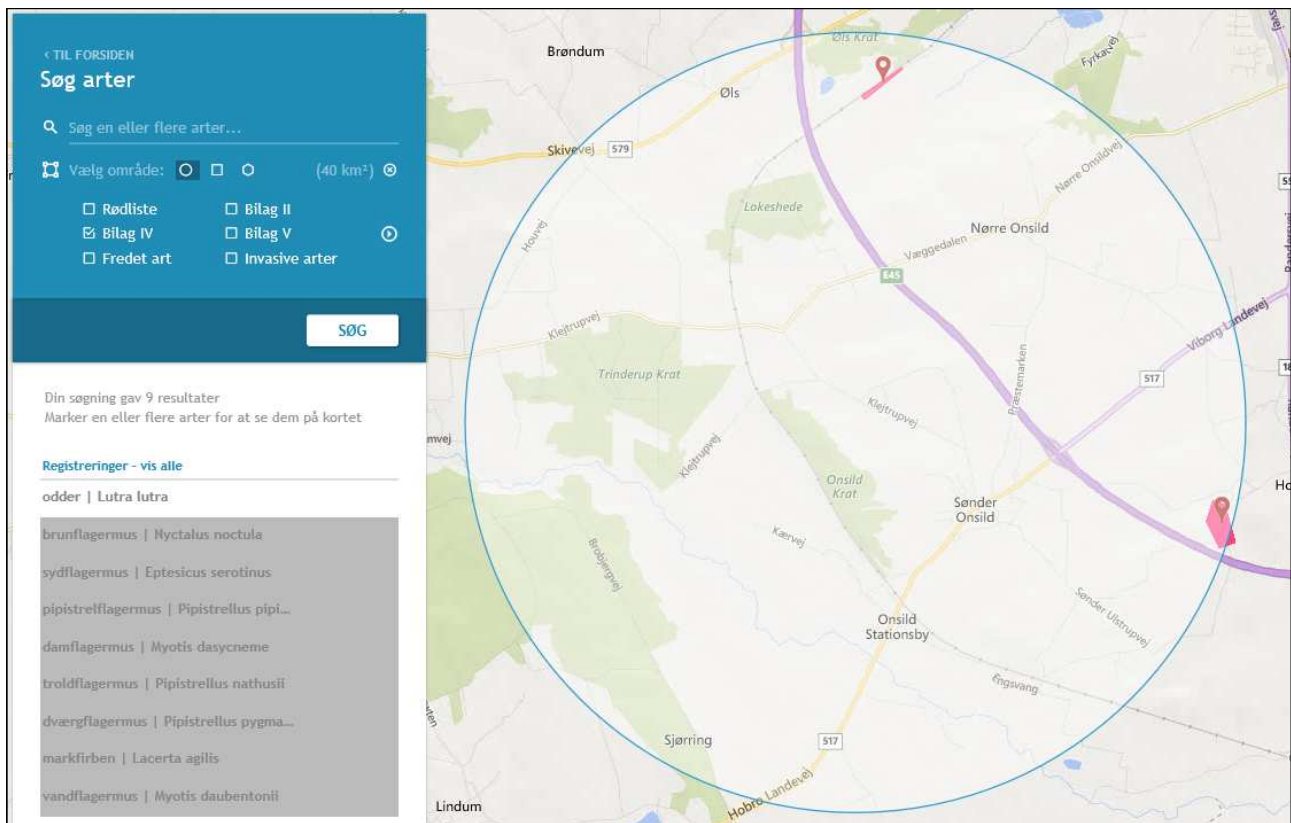 ‹ TIL FORSIDEN
Søg arter
Søg en eller flere arter...
Vælg område: (40 km²)
Rødliste Bilag II
Bilag IV Bilag V
Fredet art Invasive arter
SØG
Din søgning gav 9 resultater
Marker en eller flere arter for at se dem på kortet
Registreringer - vis alle
odder | Lutra lutra
brunflagermus | Nyctalus noctula
sydflagermus | Eptesicus serotinus
pipistrelflagermus | Pipistrellus pipi...
damflagermus | Myotis dasycneme
troldflagermus | Pipistrellus nathusii
dværgflagermus | Pipistrellus pygma...
markfirben | Lacerta agilis
vandflagermus | Myotis daubentonii
Brøndum
Øls Krat
Fyrkatvej
Øls
Skivevej 579
Nørre Onsildvej
Lokeshede
Nørre Onsild
Houvej
Væggedalen
E45
Randersvej
Klejtrupvej
Viborg Landevej
Trinderup Krat
Præstemarken
517
Klejtrupvej
mvej
Klejtrupvej
Onsild
Krat
Sønder
Onsild
Ho
Kærvej
Brobjergvej
Sønder Ulstrupvej
Onsild
Stationsby
Engsvang
Sjørring
517
Lindum
Hobro Landevej